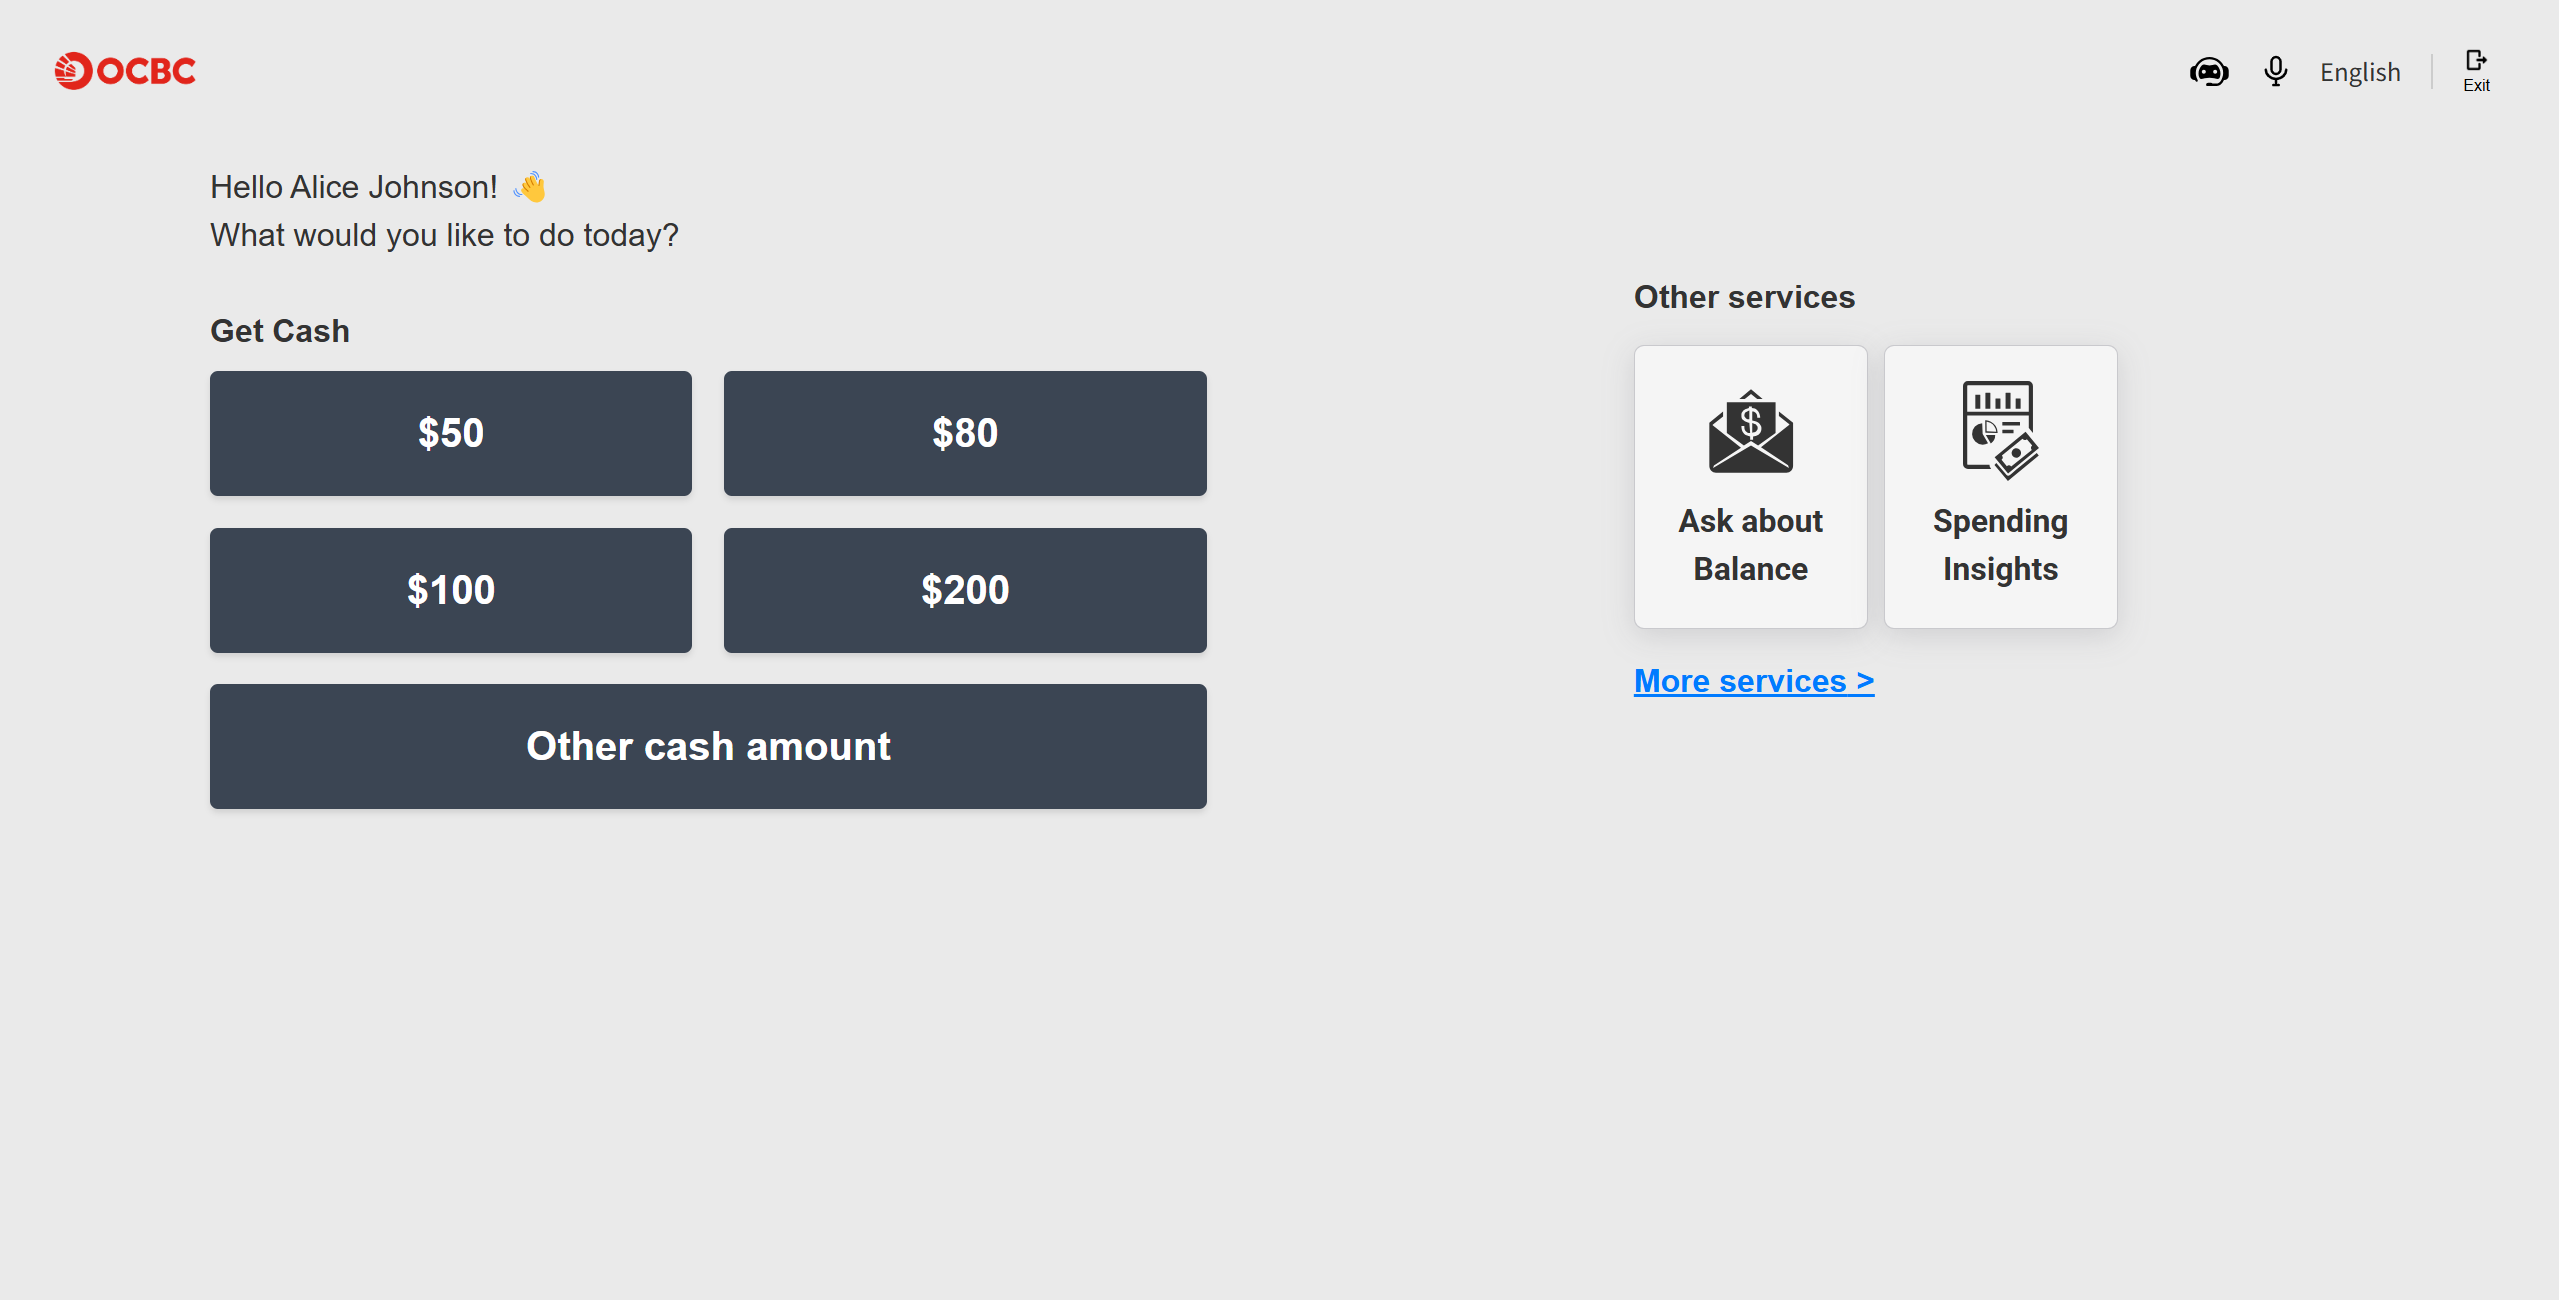 OCBC
English
Exit
Hello Alice Johnson! 👋
What would you like to do today?
Get Cash
$50
$80
$100
$200
Other cash amount
Other services
Ask about
Balance
Spending
Insights
More services >